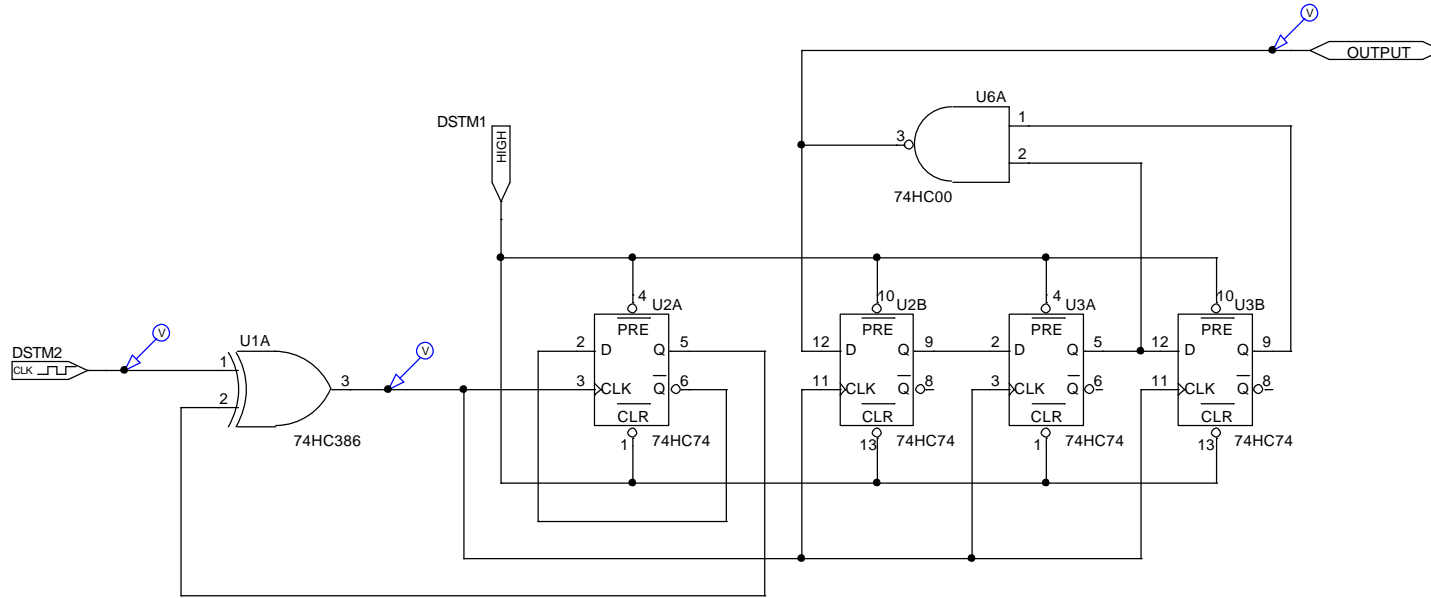 V
OUTPUT
U6A
DSTM1
HIGH
3
1
2
74HC00
4
U2A
10
U2B
4
U3A
10
U3B
V
V
DSTM2
CLK
U1A
1
2
3
74HC386
PRE
2
D
Q
5
3
CLK
Q
6
CLR
1
74HC74
PRE
12
D
Q
9
11
CLK
Q
8
CLR
13
74HC74
PRE
2
D
Q
5
3
CLK
Q
6
CLR
1
74HC74
PRE
12
D
Q
9
11
CLK
Q
8
CLR
13
74HC74